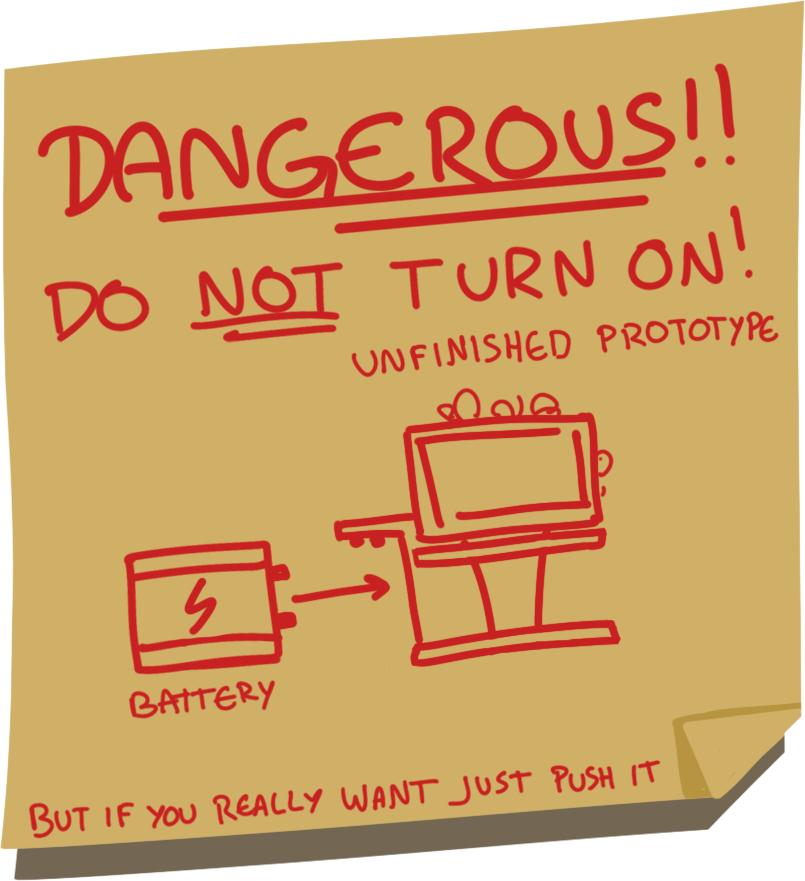 DANGEROUS!!
DO NOT TURN ON!
UNFINISHED PROTOTYPE
BATTERY
BUT IF YOU REALLY WANT JUST PUSH IT